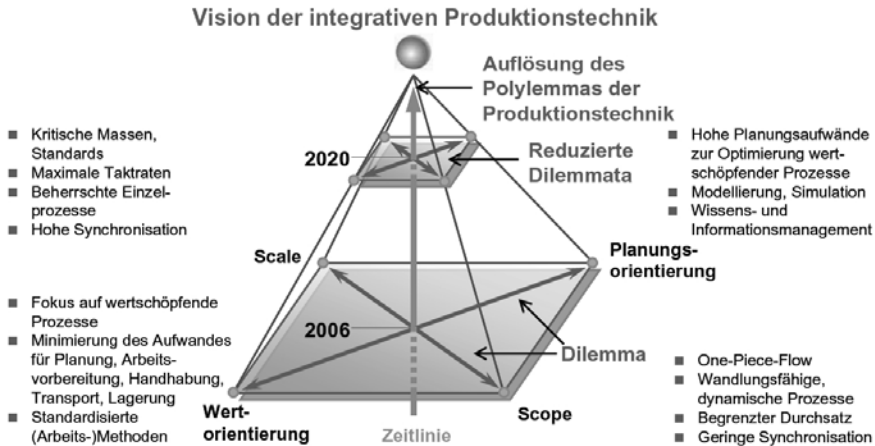 Vision der integrativen Produktionstechnik
Auflösung des
Polylemmas der
Produktionstechnik
■ Kritische Massen,
Standards
■ Maximale Taktraten
■ Beherrschte Einzel-
prozesse
■ Hohe Synchronisation
2020
Reduzierte
Dilemmata
■ Hohe Planungsaufwände
zur Optimierung wert-
schöpfender Prozesse
■ Modellierung, Simulation
■ Wissens- und
Informationsmanagement
Scale
Planungs-
orientierung
■ Fokus auf wertschöpfende
Prozesse
■ Minimierung des Aufwandes
für Planung, Arbeits-
vorbereitung, Handhabung,
Transport, Lagerung
■ Standardisierte
(Arbeits-)Methoden
2006
Dilemma
■ One-Piece-Flow
■ Wandlungsfähige,
dynamische Prozesse
■ Begrenzter Durchsatz
■ Geringe Synchronisation
Wert-
orientierung
Zeitlinie
Scope